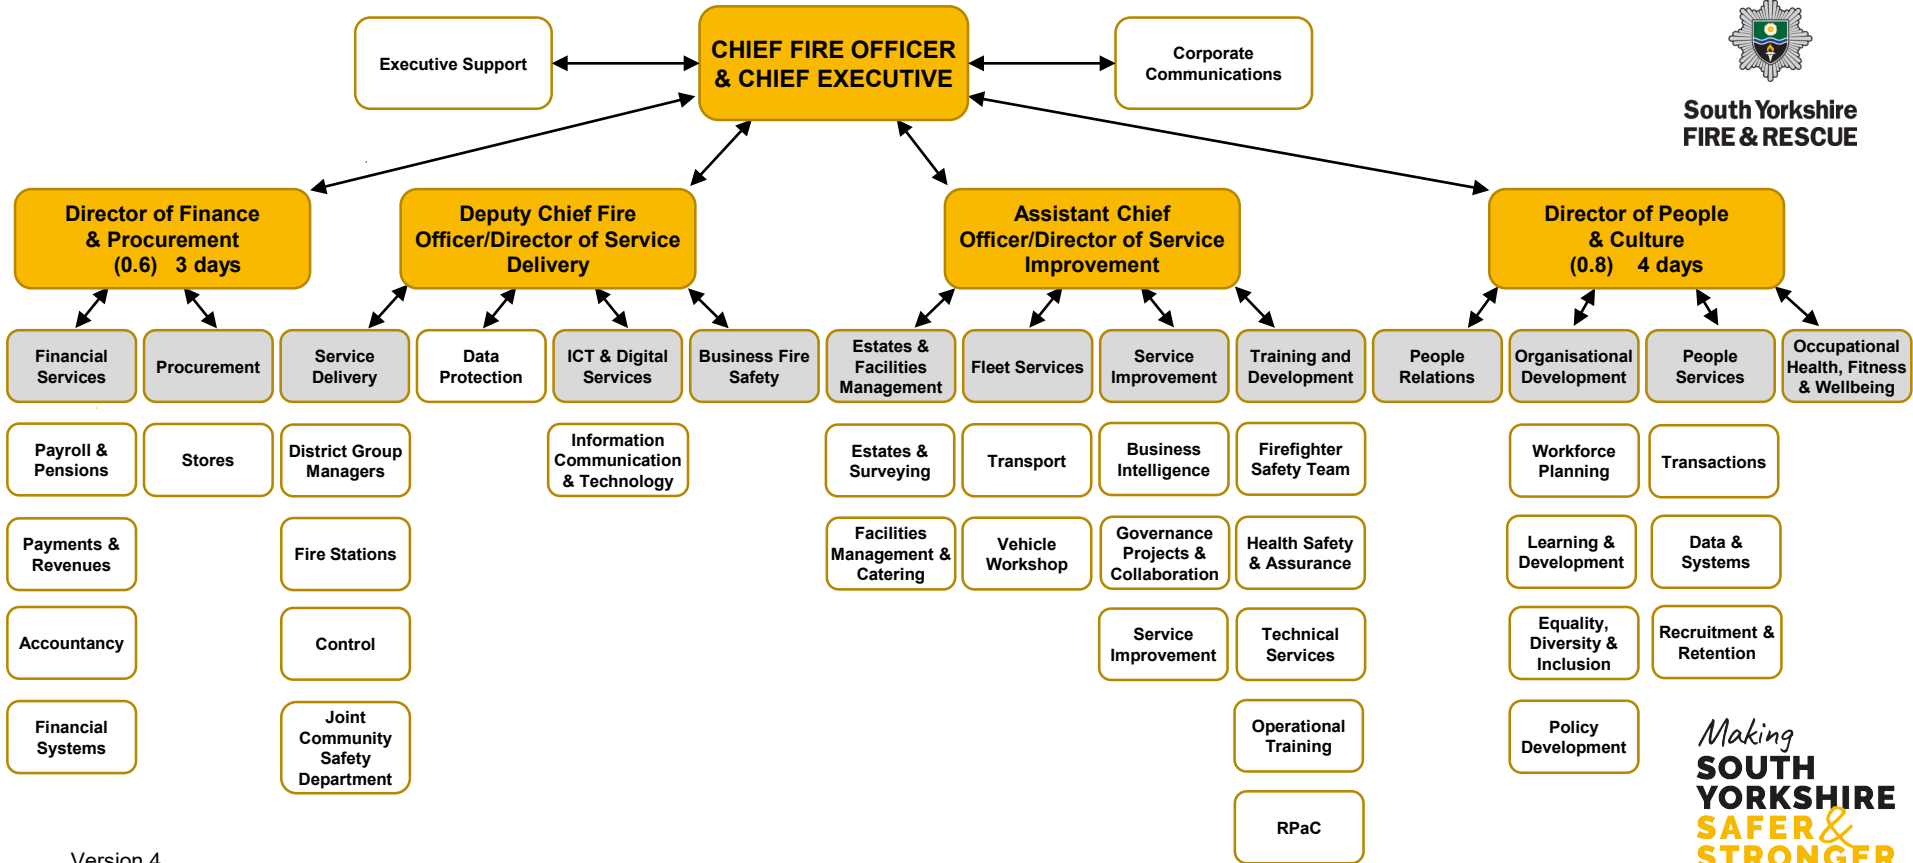 Executive Support
CHIEF FIRE OFFICER
& CHIEF EXECUTIVE
Corporate
Communications
South Yorkshire
FIRE & RESCUE
Director of Finance
& Procurement
(0.6) 3 days
Deputy Chief Fire
Officer/Director of Service
Delivery
Assistant Chief
Officer/Director of Service
Improvement
Director of People
& Culture
(0.8) 4 days
Financial
Services
Procurement
Service
Delivery
Data
Protection
ICT & Digital
Services
Business Fire
Safety
Estates &
Facilities
Management
Fleet Services
Service
Improvement
Training and
Development
People
Relations
Organisational
Development
People
Services
Occupational
Health, Fitness
& Wellbeing
Payroll &
Pensions
Stores
District Group
Managers
Information
Communication
& Technology
Estates &
Surveying
Transport
Business
Intelligence
Firefighter
Safety Team
Workforce
Planning
Transactions
Payments &
Revenues
Fire Stations
Facilities
Management &
Catering
Vehicle
Workshop
Governance
Projects &
Collaboration
Health Safety
& Assurance
Learning &
Development
Data &
Systems
Accountancy
Control
Service
Improvement
Technical
Services
Equality,
Diversity &
Inclusion
Recruitment &
Retention
Financial
Systems
Joint
Community
Safety
Department
Operational
Training
Policy
Development
RPaC
Making
SOUTH
YORKSHIRE
SAFER &
STRONGER
Version 4